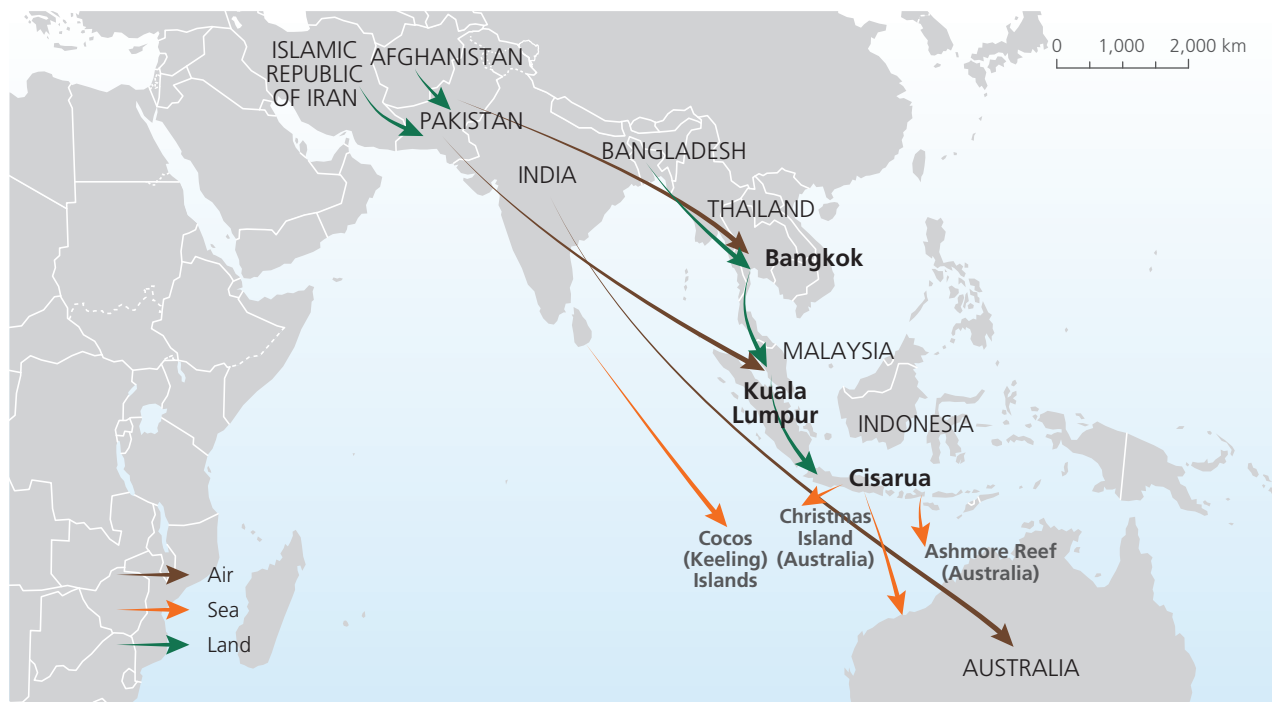 ISLAMIC
REPUBLIC
OF IRAN
AFGHANISTAN
0 1,000 2,000 km
PAKISTAN
BANGLADESH
INDIA
THAILAND
Bangkok
MALAYSIA
Kuala
Lumpur
INDONESIA
Cisarua
Christmas
Island
(Australia)
Cocos
(Keeling)
Islands
Ashmore Reef
(Australia)
Air
Sea
Land
AUSTRALIA